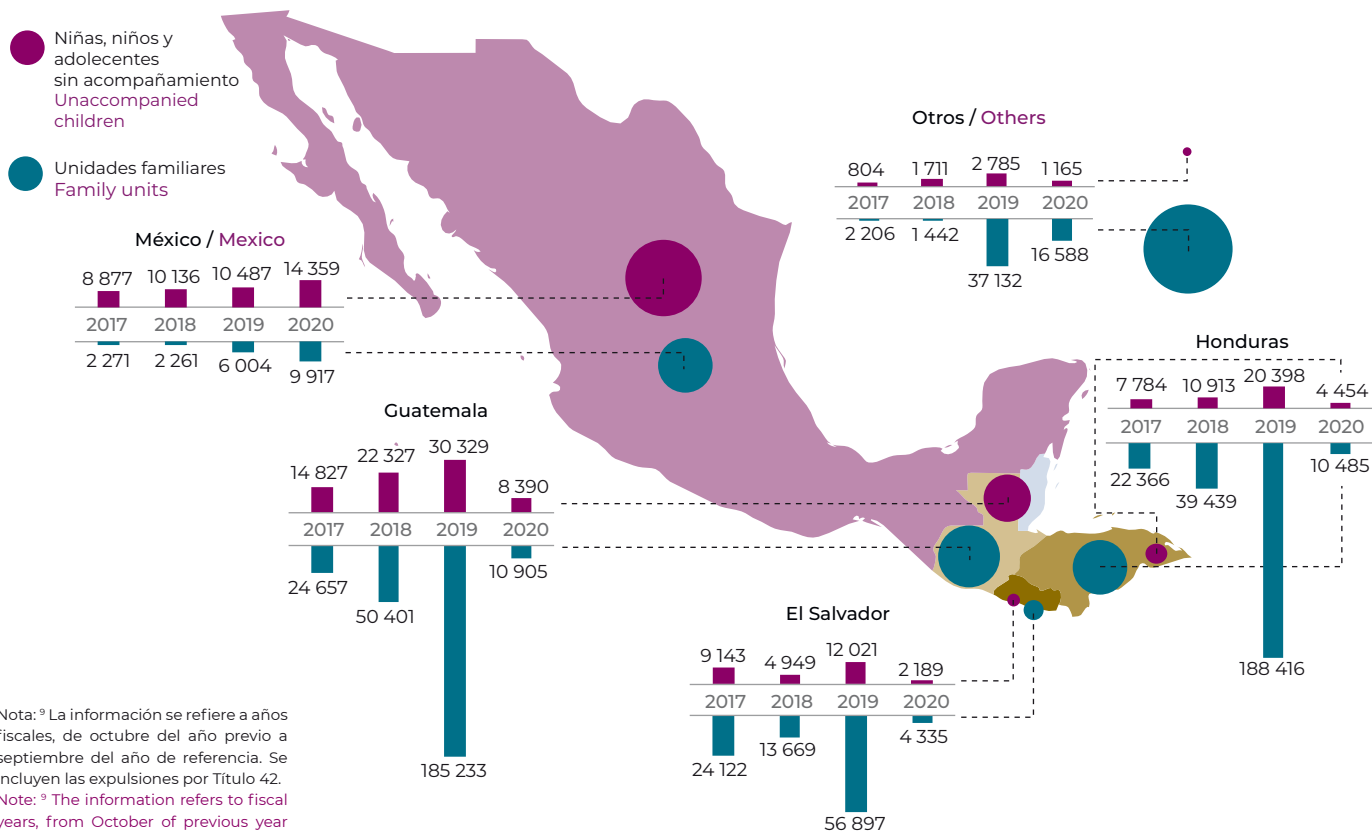 Niñas, niños y
adolecentes
sin acompañamiento
Unaccompanied
children
Unidades familiares
Family units
Otros / Others
804 1 711 2 785 1 165
2017 2018 2019 2020
2 206 1 442 37 132 16 588
México / Mexico
8 877 10 136 10 487 14 359
2017 2018 2019 2020
2 271 2 261 6 004 9 917
Honduras
7 784 10 913 20 398 4 454
2017 2018 2019 2020
22 366 39 439 188 416 10 485
Guatemala
14 827 22 327 30 329 8 390
2017 2018 2019 2020
24 657 50 401 185 233 10 905
El Salvador
9 143 4 949 12 021 2 189
2017 2018 2019 2020
24 122 13 669 56 897 4 335
Nota: ⁹ La información se refiere a años
fiscales, de octubre del año previo a
septiembre del año de referencia. Se
incluyen las expulsiones por Título 42.
Note: ⁹ The information refers to fiscal
years, from October of previous year